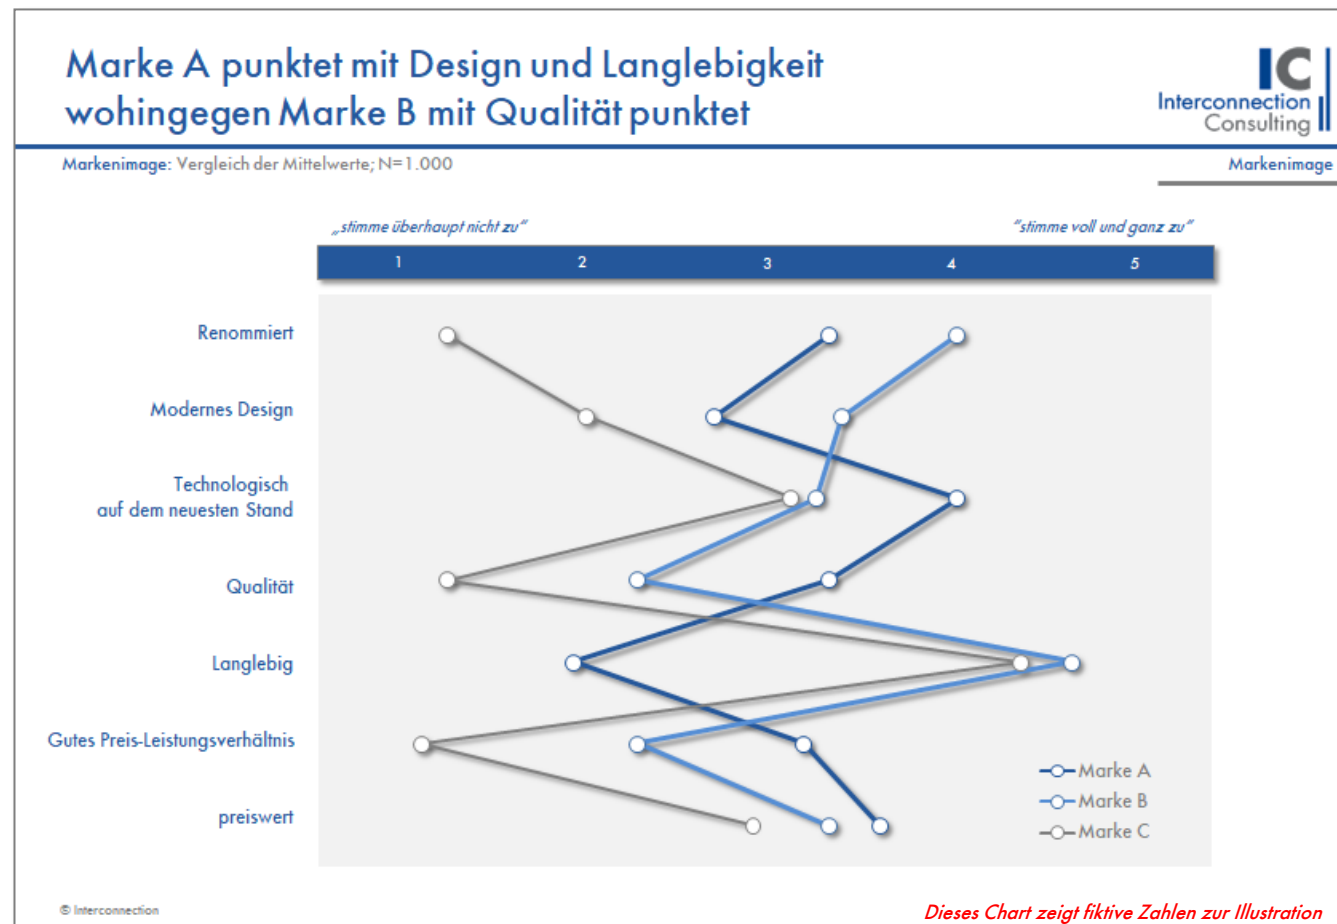 Marke A punktet mit Design und Langlebigkeit
wohingegen Marke B mit Qualität punktet
IC
Interconnection
Consulting
Markenimage: Vergleich der Mittelwerte; N=1.000
Markenimage
„stimme überhaupt nicht zu“
“stimme voll und ganz zu“
1 2 3 4 5
Renommiert
Modernes Design
Technologisch
auf dem neuesten Stand
Qualität
Langlebig
Gutes Preis-Leistungsverhältnis
preiswert
Marke A
Marke B
Marke C
© Interconnection
Dieses Chart zeigt fiktive Zahlen zur Illustration